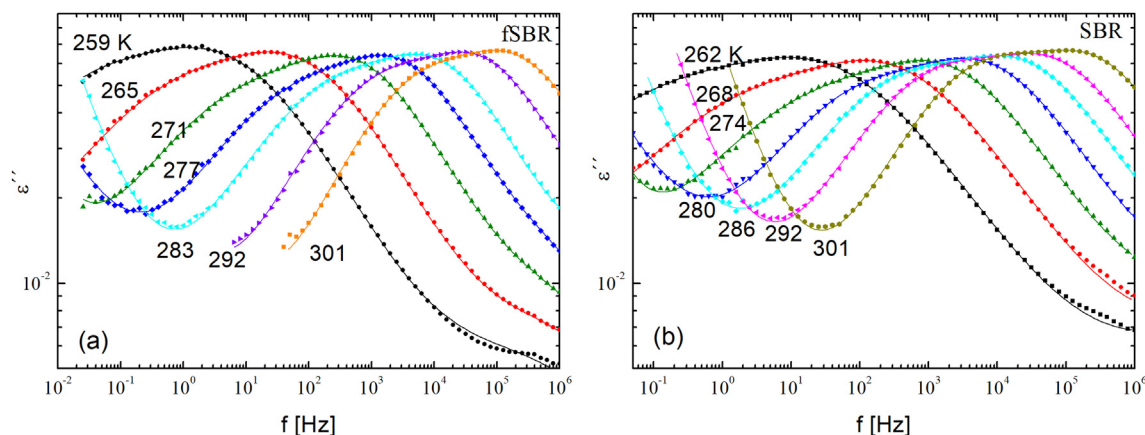 fSBR
259 K
265
271
277
283
292
301
ε´´
10⁻²
(a)
10⁻² 10⁻¹ 10⁰ 10¹ 10² 10³ 10⁴ 10⁵ 10⁶
f [Hz]
SBR
262 K
268
274
280
286
292
301
ε´´
10⁻²
(b)
10⁻¹ 10⁰ 10¹ 10² 10³ 10⁴ 10⁵ 10⁶
f [Hz]